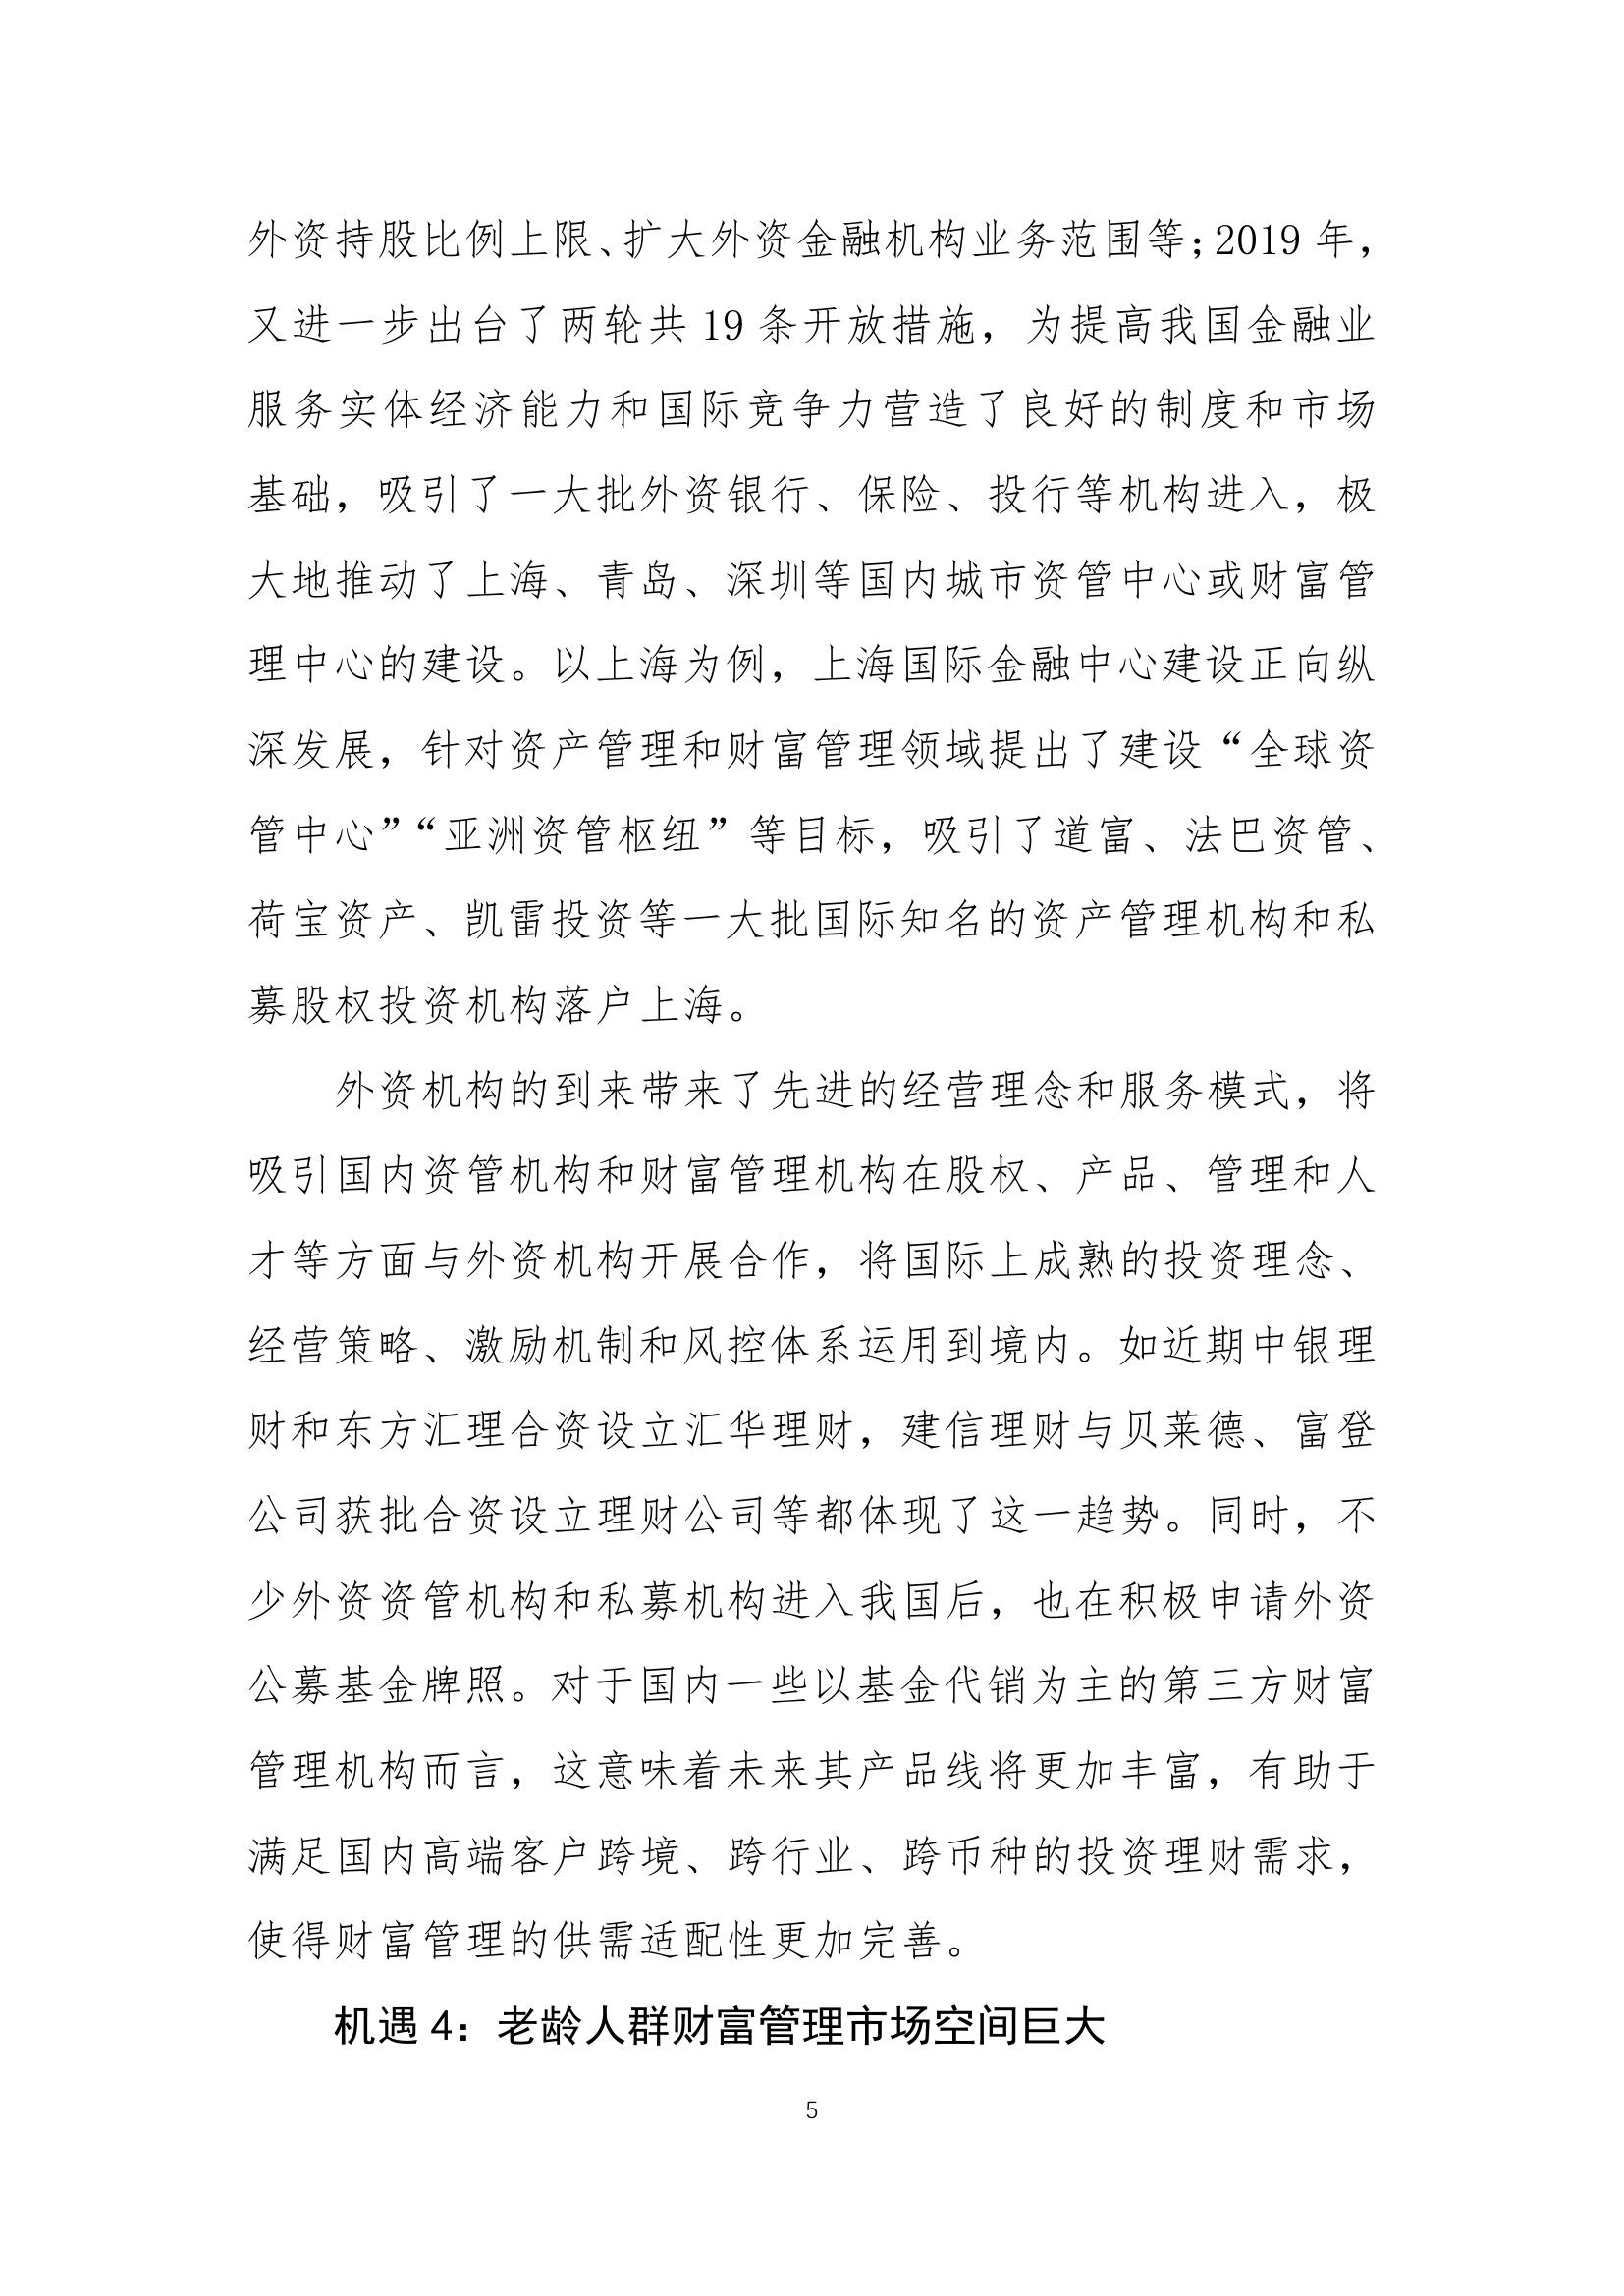 外资持股比例上限、扩大外资金融机构业务范围等；2019 年，
又进一步出台了两轮共 19 条开放措施，为提高我国金融业
服务实体经济能力和国际竞争力营造了良好的制度和市场
基础，吸引了一大批外资银行、保险、投行等机构进入，极
大地推动了上海、青岛、深圳等国内城市资管中心或财富管
理中心的建设。以上海为例，上海国际金融中心建设正向纵
深发展，针对资产管理和财富管理领域提出了建设“全球资
管中心”“亚洲资管枢纽”等目标，吸引了道富、法巴资管、
荷宝资产、凯雷投资等一大批国际知名的资产管理机构和私
募股权投资机构落户上海。
外资机构的到来带来了先进的经营理念和服务模式，将
吸引国内资管机构和财富管理机构在股权、产品、管理和人
才等方面与外资机构开展合作，将国际上成熟的投资理念、
经营策略、激励机制和风控体系运用到境内。如近期中银理
财和东方汇理合资设立汇华理财，建信理财与贝莱德、富登
公司获批合资设立理财公司等都体现了这一趋势。同时，不
少外资资管机构和私募机构进入我国后，也在积极申请外资
公募基金牌照。对于国内一些以基金代销为主的第三方财富
管理机构而言，这意味着未来其产品线将更加丰富，有助于
满足国内高端客户跨境、跨行业、跨币种的投资理财需求，
使得财富管理的供需适配性更加完善。
机遇 4：老龄人群财富管理市场空间巨大
5